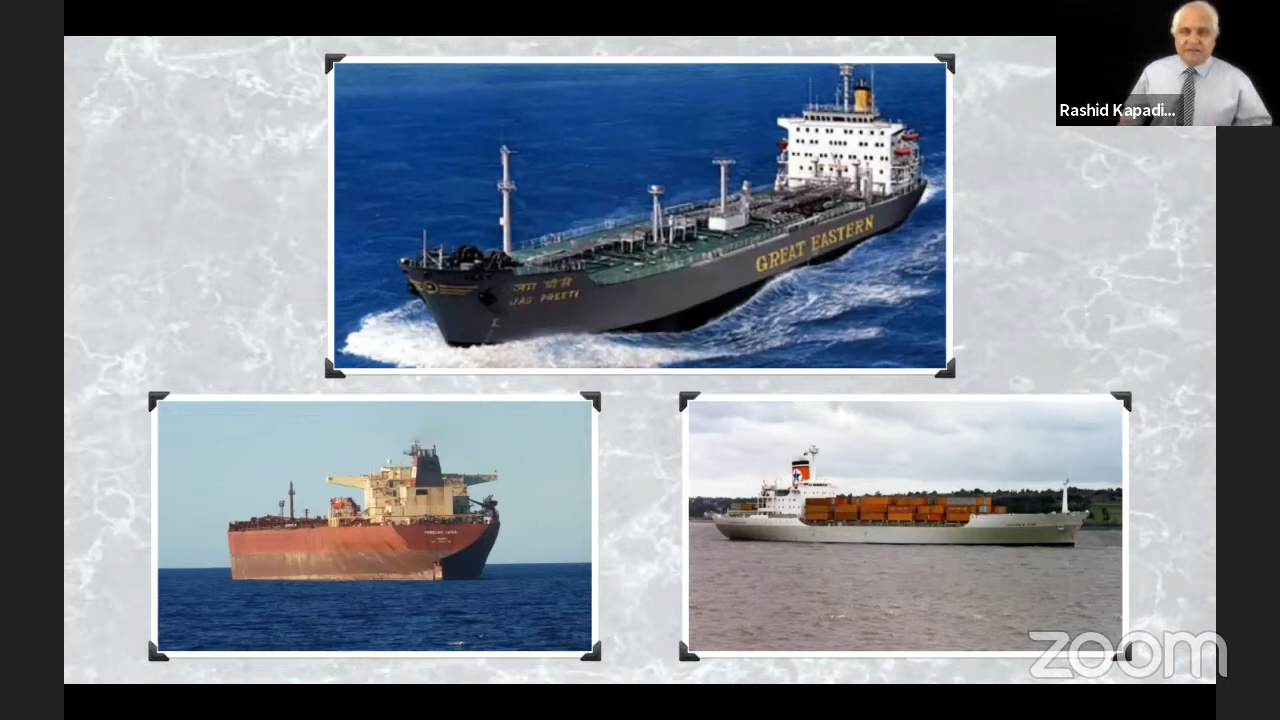 Rashid Kapadi...
GREAT EASTERN
जग प्रीति
JAG PREETI
zoom